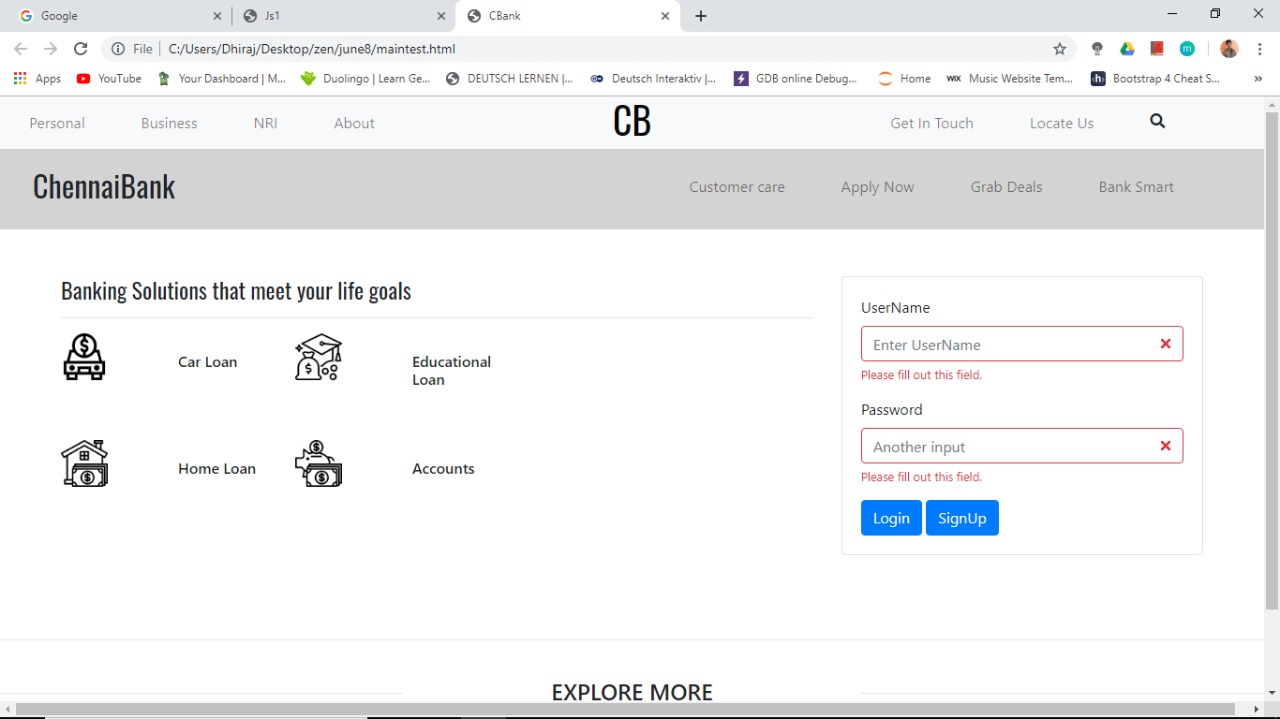 Google
Js1
CBank
File
C:/Users/Dhiraj/Desktop/zen/june8/maintest.html
Apps
YouTube
Your Dashboard | M...
Duolingo | Learn Ge...
DEUTSCH LERNEN |...
Deutsch Interaktiv |...
GDB online Debug...
Home
WIX Music Website Tem...
Bootstrap 4 Cheat S...
»
Personal
Business
NRI
About
CB
Get In Touch
Locate Us
ChennaiBank
Customer care
Apply Now
Grab Deals
Bank Smart
Banking Solutions that meet your life goals
Car Loan
Educational
Loan
Home Loan
Accounts
UserName
Enter UserName
Please fill out this field.
Password
Another input
Please fill out this field.
Login
SignUp
EXPLORE MORE